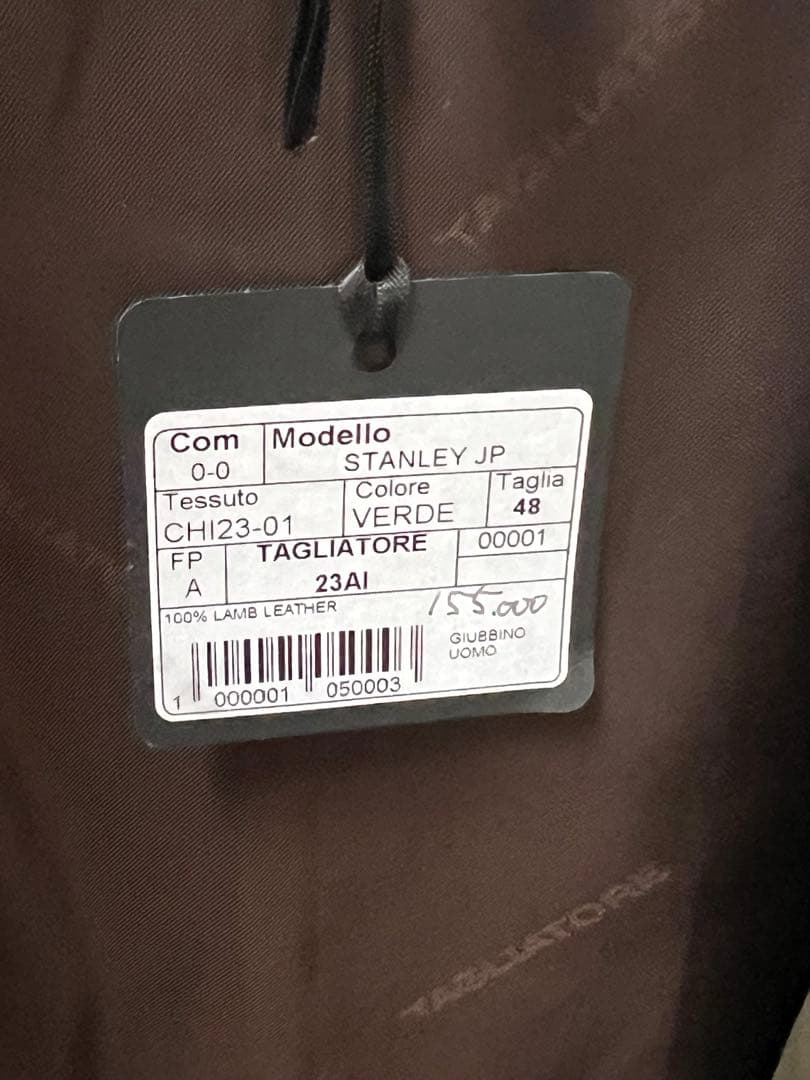 TAGLIATORE
Com
Modello
0-0
STANLEY JP
Tessuto
Colore
Taglia
CHI23-01
VERDE
48
FP
TAGLIATORE
00001
A
23AI
100% LAMB LEATHER
155.000
GIUBBINO
UOMO
1 000001 050003
TAGLIATORE